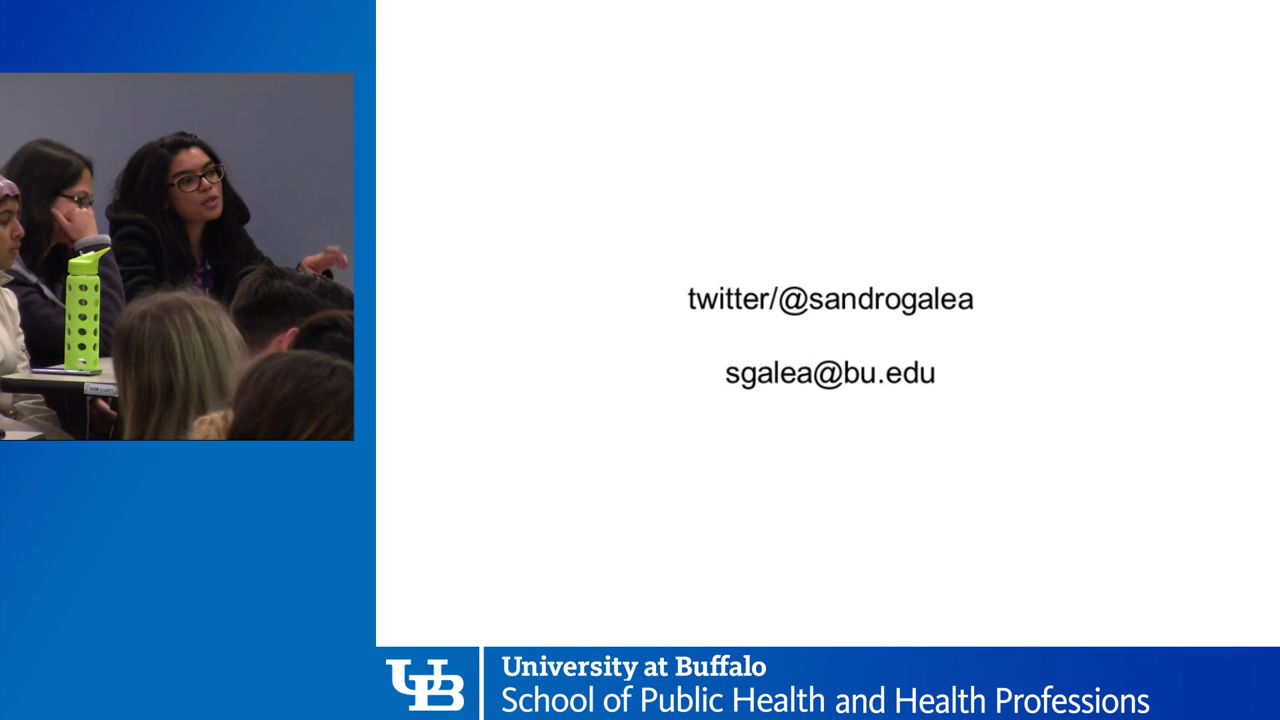 twitter/@sandrogalea
sgalea@bu.edu
UB
University at Buffalo
School of Public Health and Health Professions